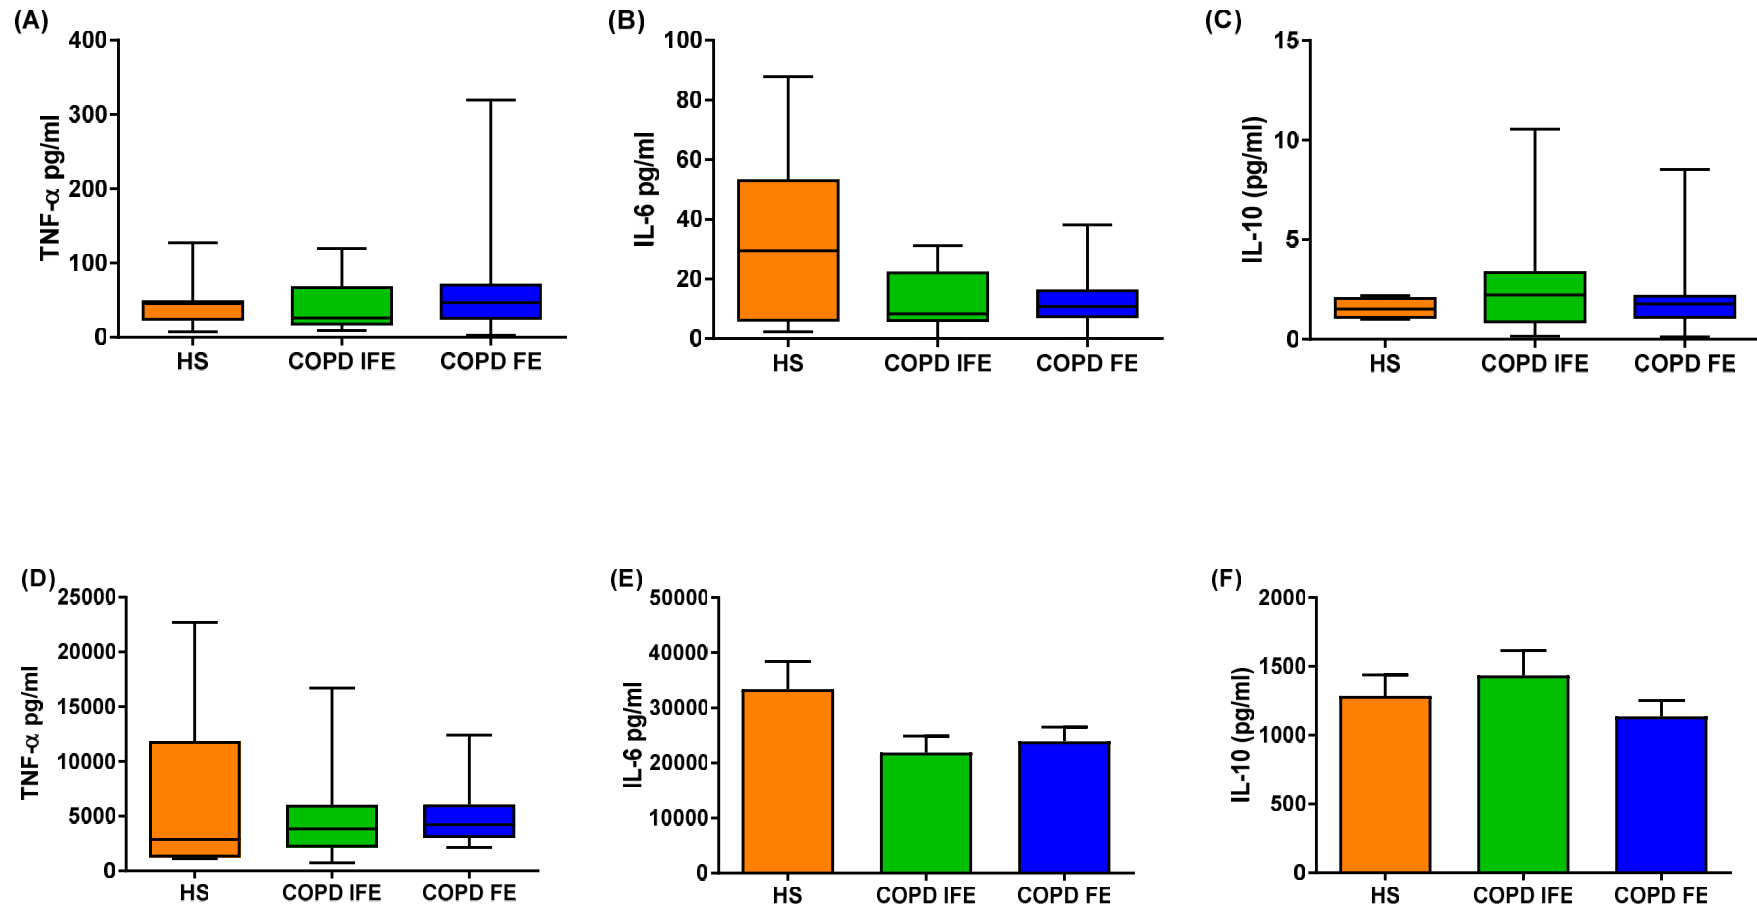 (A)
400
300
200
100
0
TNF-α pg/ml
HS COPD IFE COPD FE
(B)
100
80
60
40
20
0
IL-6 pg/ml
HS COPD IFE COPD FE
(C)
15
10
5
0
IL-10 (pg/ml)
HS COPD IFE COPD FE
(D)
25000
20000
15000
10000
5000
0
TNF-α pg/ml
HS COPD IFE COPD FE
(E)
50000
40000
30000
20000
10000
0
IL-6 pg/ml
HS COPD IFE COPD FE
(F)
2000
1500
1000
500
0
IL-10 (pg/ml)
HS COPD IFE COPD FE